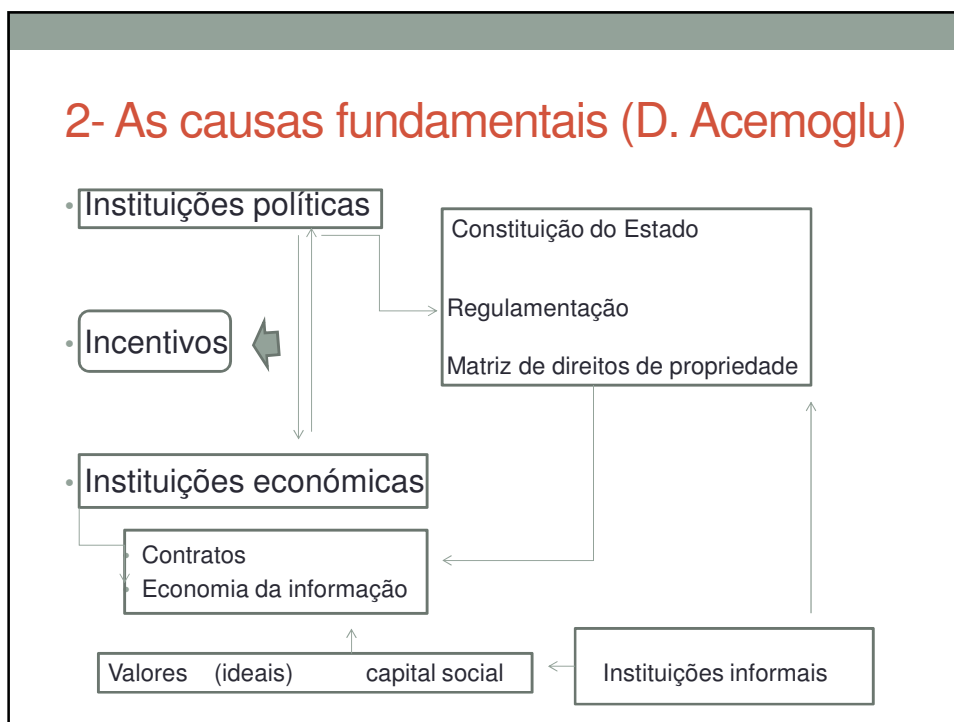 2- As causas fundamentais (D. Acemoglu)
• Instituições políticas
Constituição do Estado
Regulamentação
• Incentivos
Matriz de direitos de propriedade
• Instituições económicas
• Contratos
• Economia da informação
Valores (ideais) capital social
Instituições informais